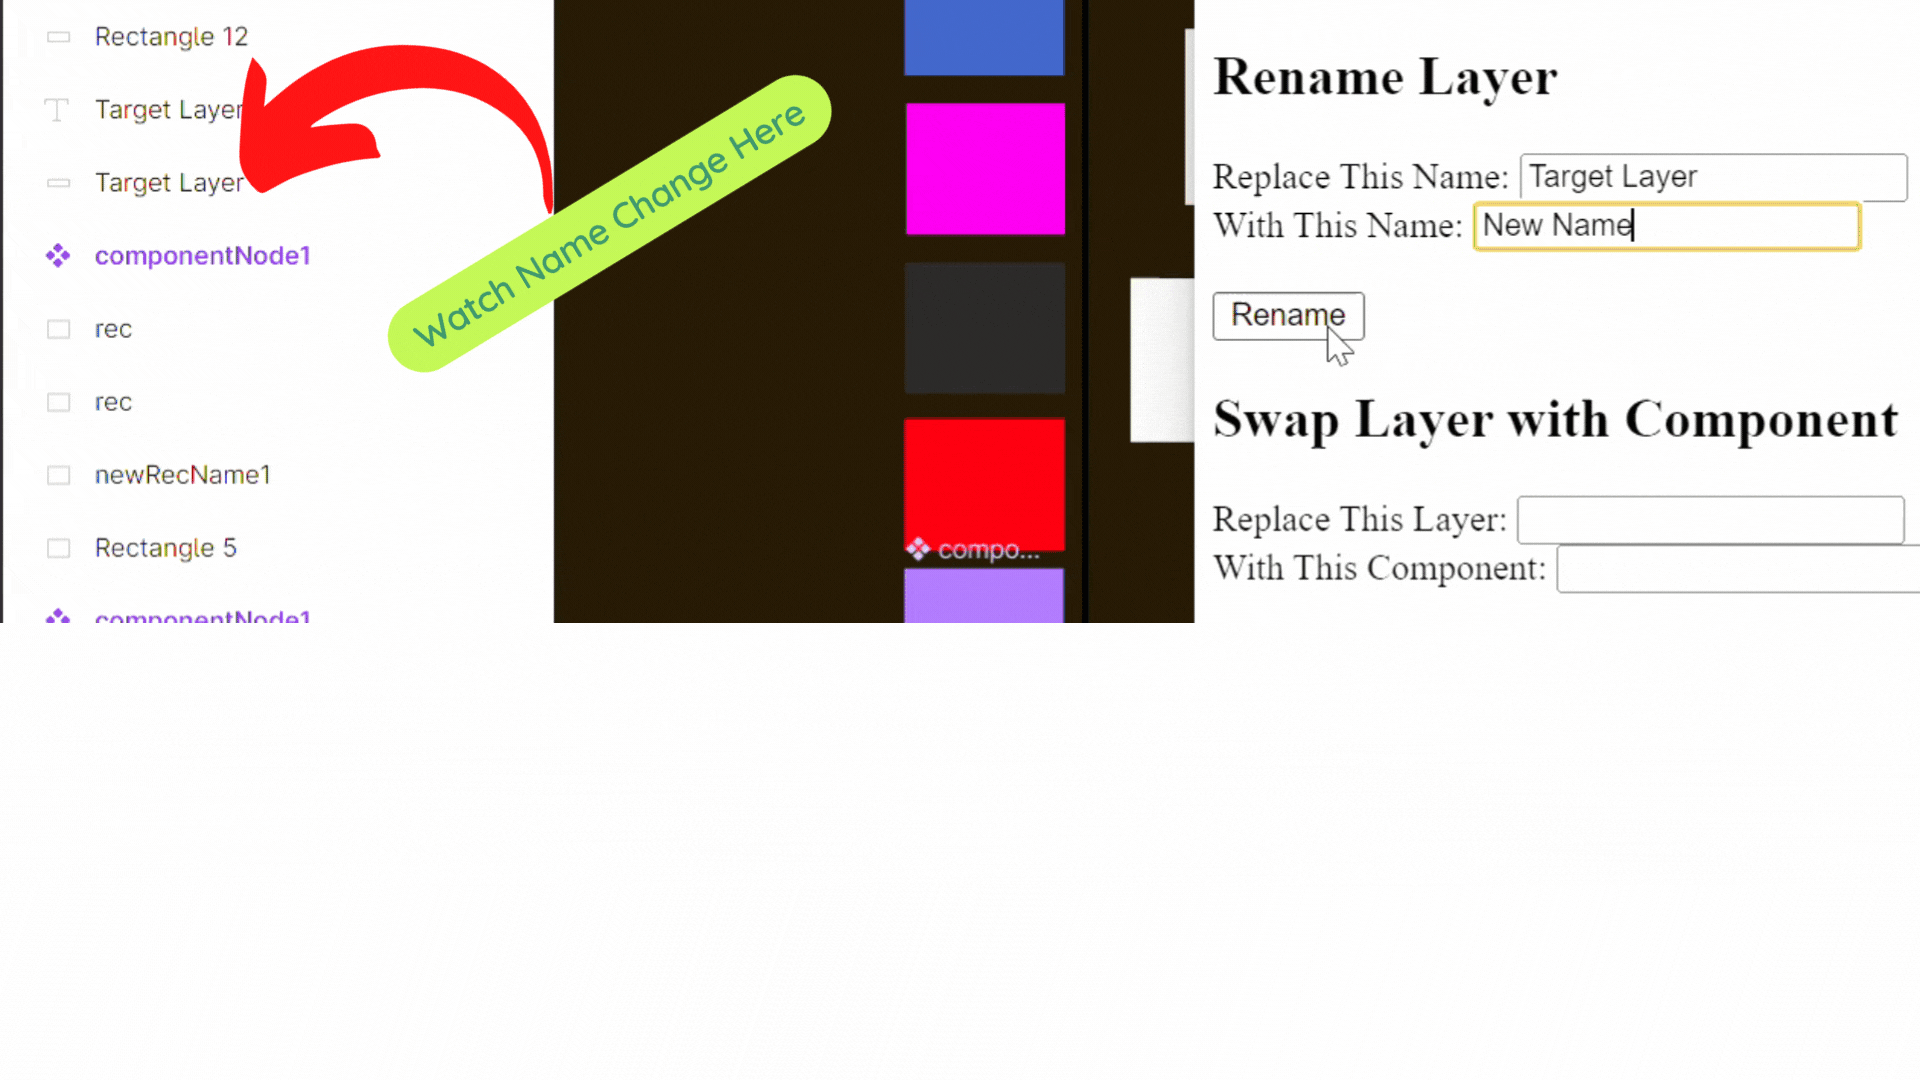 Rectangle 12
Target Layer
Target Layer
componentNode1
rec
rec
newRecName1
Rectangle 5
componentNode1
Watch Name Change Here
compo...
Rename Layer
Replace This Name: Target Layer
With This Name: New Name
Rename
Swap Layer with Component
Replace This Layer:
With This Component: